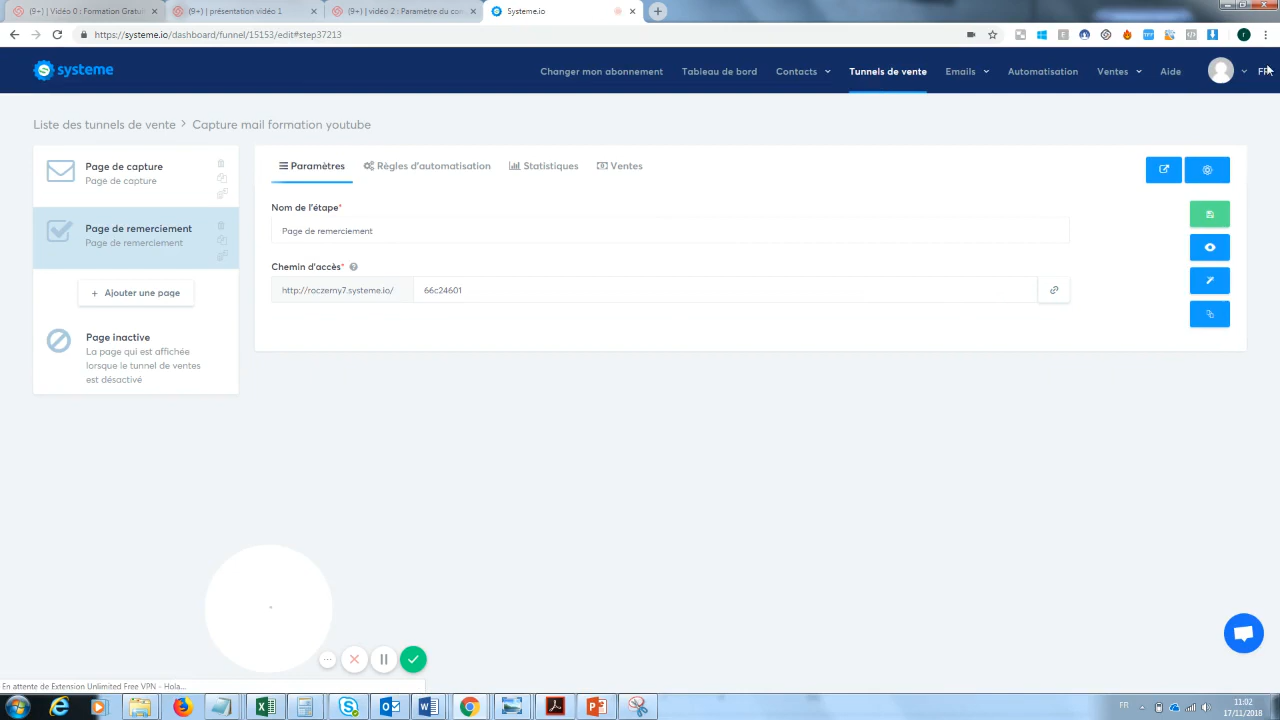 (9+) | Vidéo 0 : Formation Gratui
(9+) | présentation vidéo 1
(9+) | vidéo 2 : Paramètre du com
Systeme.io
https://systeme.io/dashboard/funnel/15153/edit#step37213
systeme
Changer mon abonnement
Tableau de bord
Contacts
Tunnels de vente
Emails
Automatisation
Ventes
Aide
Liste des tunnels de vente > Capture mail formation youtube
Page de capture
Page de capture
Page de remerciement
Page de remerciement
+ Ajouter une page
Page inactive
La page qui est affichée
lorsque le tunnel de ventes
est désactivé
Paramètres
Règles d'automatisation
Statistiques
Ventes
Nom de l'étape*
Page de remerciement
Chemin d'accès*
http://roczerny7.systeme.io/
66c24601
En attente de Extension Unlimited Free VPN - Hola...
FR
11:02
17/11/2018